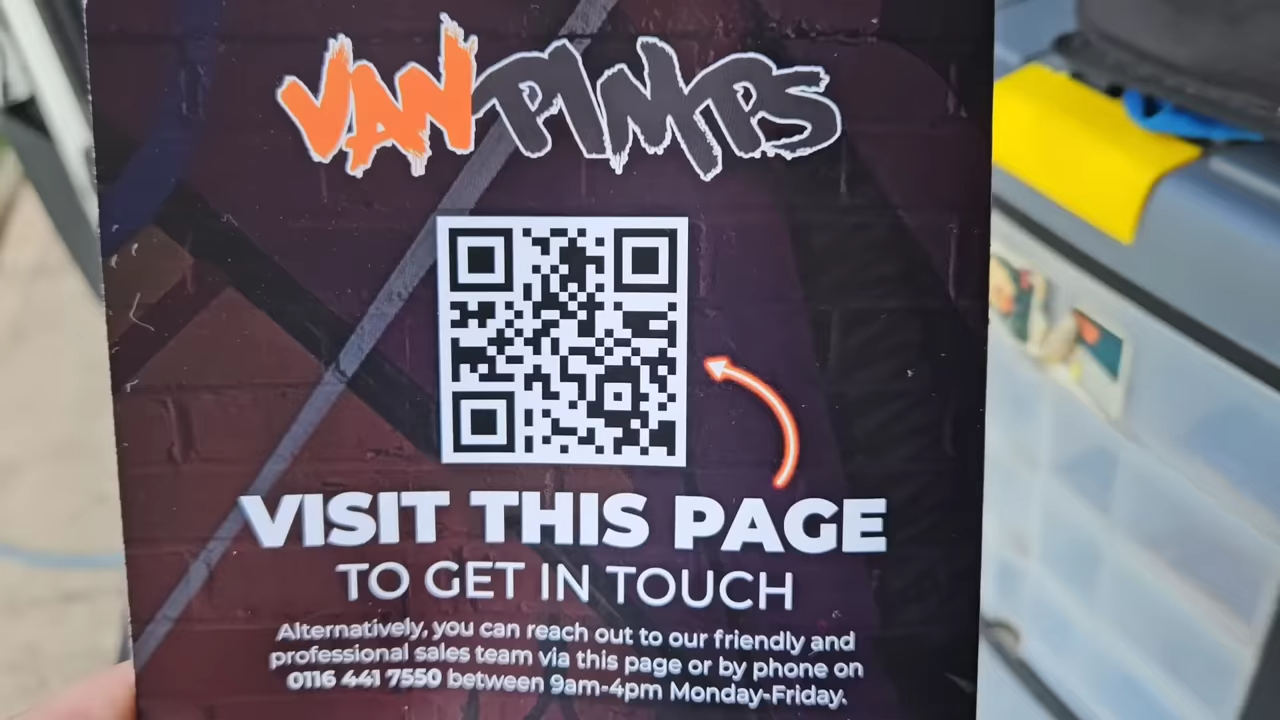 VANPIMPS
VISIT THIS PAGE
TO GET IN TOUCH
Alternatively, you can reach out to our friendly and
professional sales team via this page or by phone on
0116 441 7550 between 9am-4pm Monday-Friday.